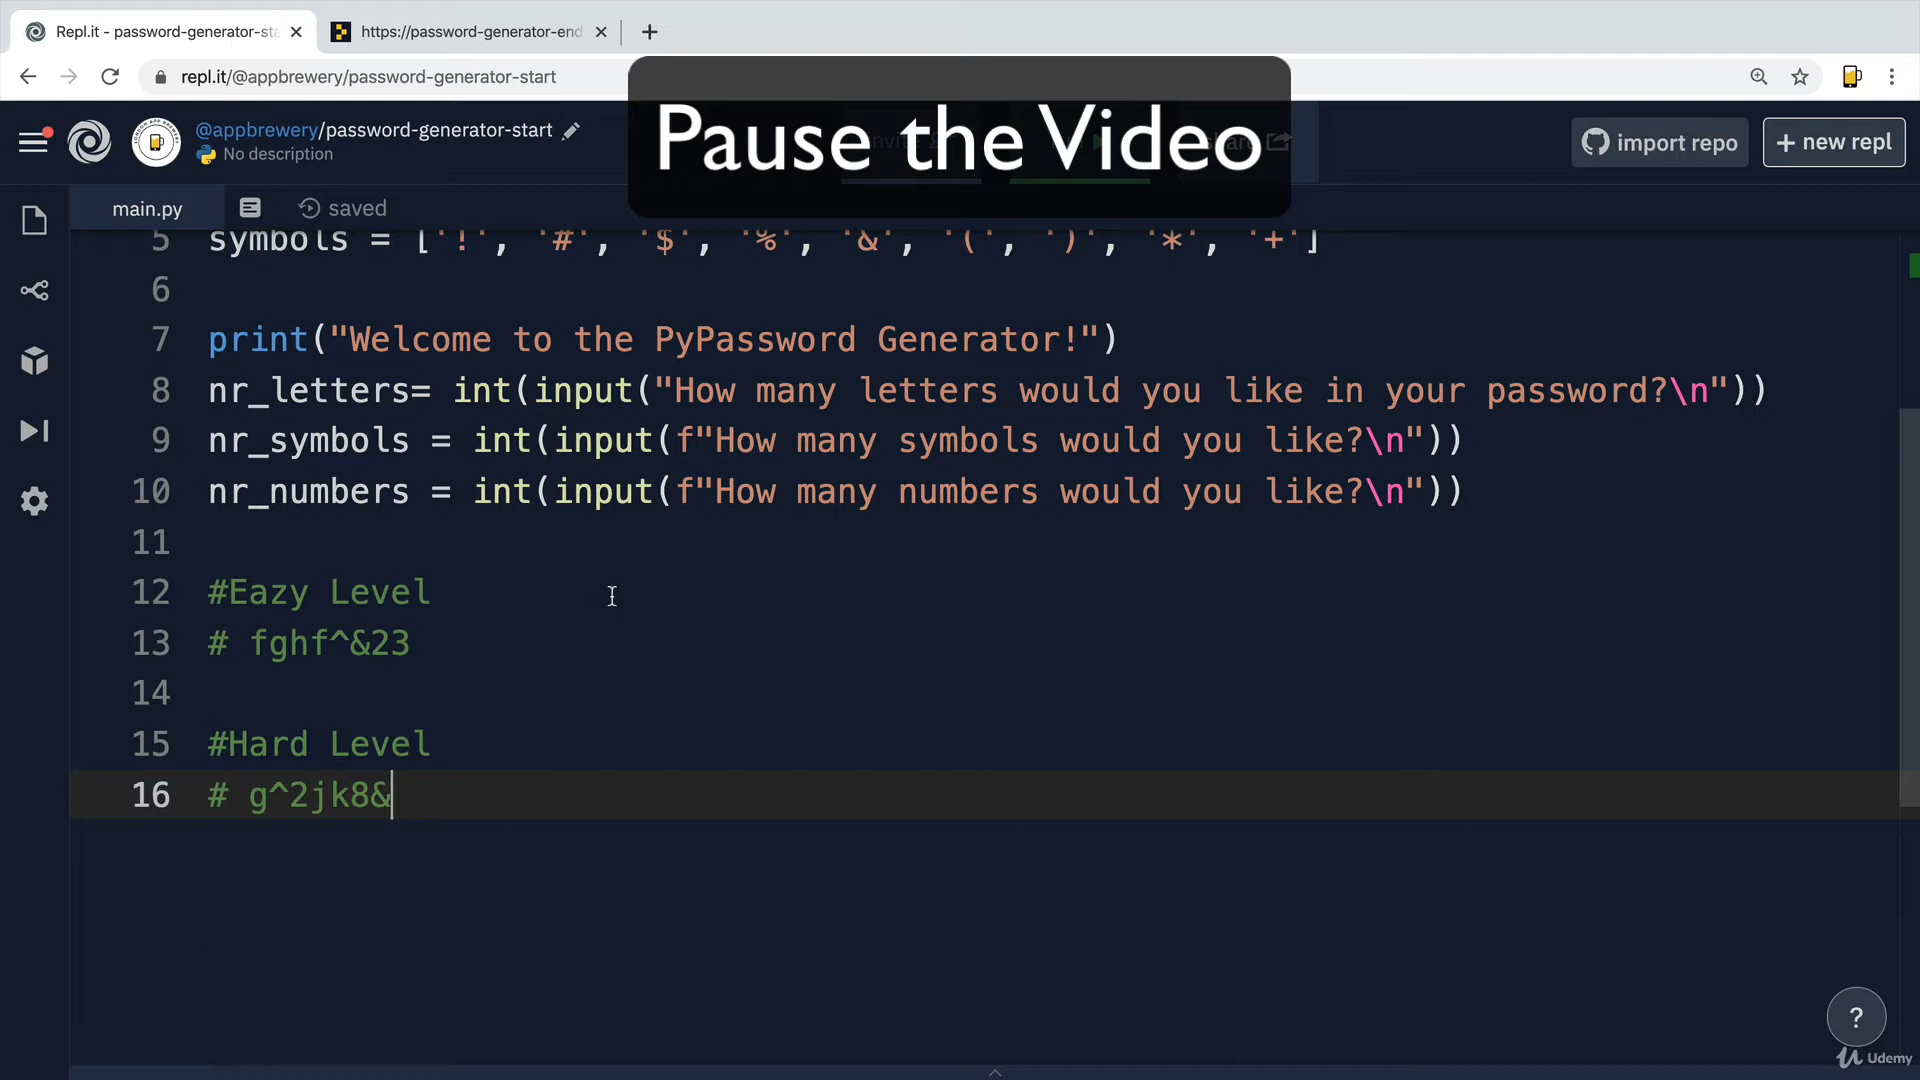 Repl.it - password-generator-sta
https://password-generator-end
repl.it/@appbrewery/password-generator-start
Pause the Video
@appbrewery/password-generator-start
No description
import repo
+ new repl
main.py
saved
5 symbols = ['!', '#', '$', '%', '&', '(', ')', '*', '+']
6
7 print("Welcome to the PyPassword Generator!")
8 nr_letters= int(input("How many letters would you like in your password?\n"))
9 nr_symbols = int(input(f"How many symbols would you like?\n"))
10 nr_numbers = int(input(f"How many numbers would you like?\n"))
11
12 #Eazy Level
13 # fghf^&23
14
15 #Hard Level
16 # g^2jk8&
?
Udemy